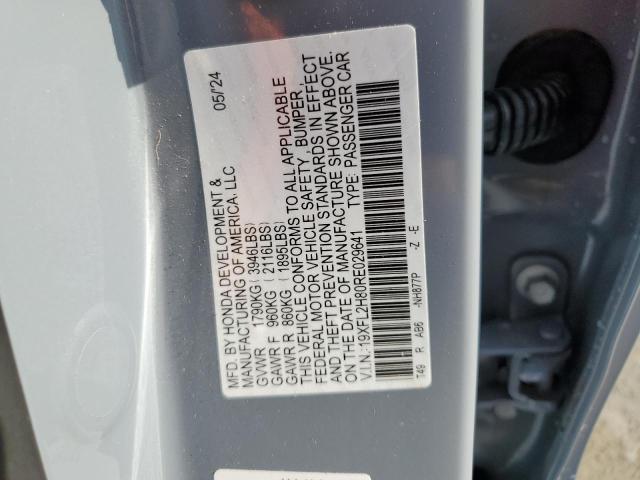 MFD. BY HONDA DEVELOPMENT & 05/'24
MANUFACTURING OF AMERICA, LLC
GVWR 1790KG(3946LBS)
GAWR F 960KG (2116LBS)
GAWR R 860KG (1895LBS)
THIS VEHICLE CONFORMS TO ALL APPLICABLE
FEDERAL MOTOR VEHICLE SAFETY, BUMPER,
AND THEFT PREVENTION STANDARDS IN EFFECT
ON THE DATE OF MANUFACTURE SHOWN ABOVE.
V.I.N.:19XFL2H80RE029641 TYPE: PASSENGER CAR
T49 R AB6 -NH877P -Z -E